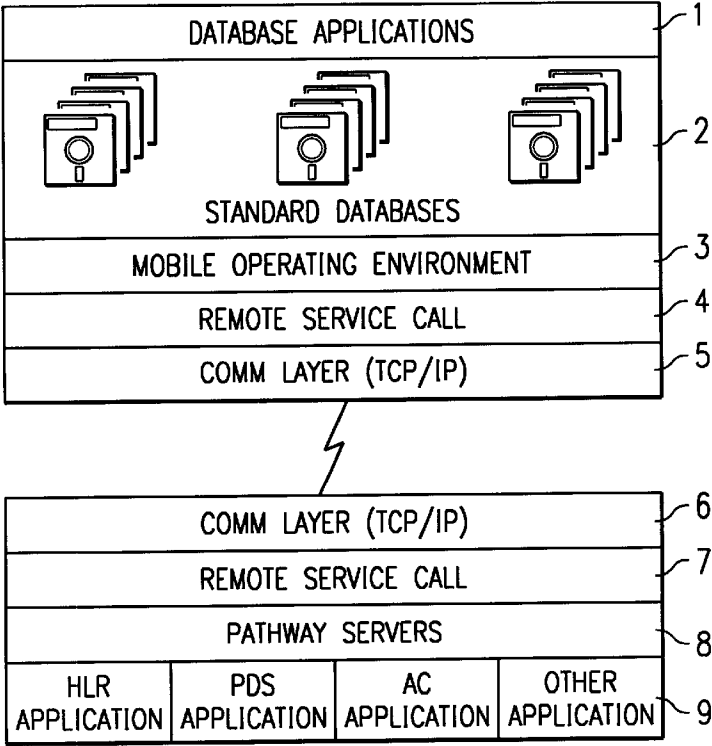 DATABASE APPLICATIONS
1
2
STANDARD DATABASES
MOBILE OPERATING ENVIRONMENT
3
REMOTE SERVICE CALL
4
COMM LAYER (TCP/IP)
5
COMM LAYER (TCP/IP)
6
REMOTE SERVICE CALL
7
PATHWAY SERVERS
8
HLR
APPLICATION
PDS
APPLICATION
AC
APPLICATION
OTHER
APPLICATION
9